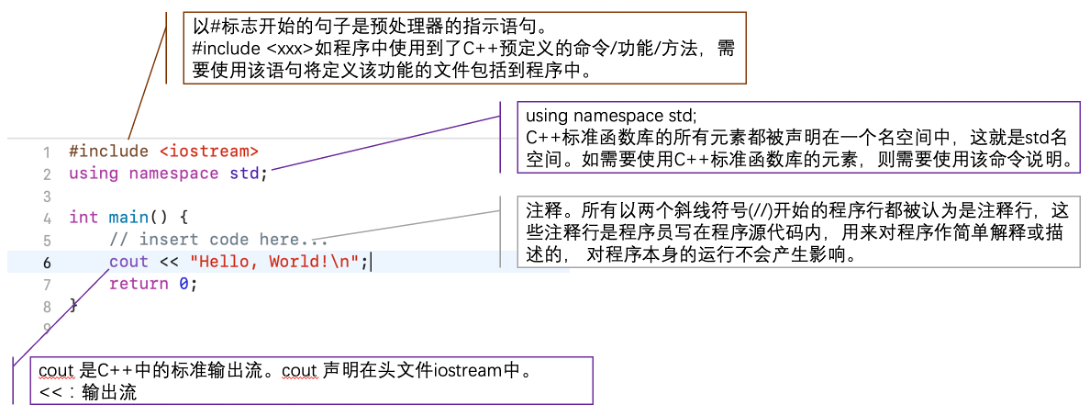 以#标志开始的句子是预处理器的指示语句。
#include <xxx>如程序中使用到了C++预定义的命令/功能/方法，需
要使用该语句将定义该功能的文件包括到程序中。
using namespace std;
C++标准函数库的所有元素都被声明在一个名空间中，这就是std名
空间。如需要使用C++标准函数库的元素，则需要使用该命令说明。
1 #include <iostream>
2 using namespace std;
3
4 int main() {
5 // insert code here...
6 cout << "Hello, World!\n";
7 return 0;
8 }
9
注释。所有以两个斜线符号(//)开始的程序行都被认为是注释行，这
些注释行是程序员写在程序源代码内，用来对程序作简单解释或描
述的， 对程序本身的运行不会产生影响。
cout 是C++中的标准输出流。cout 声明在头文件iostream中。
<<：输出流